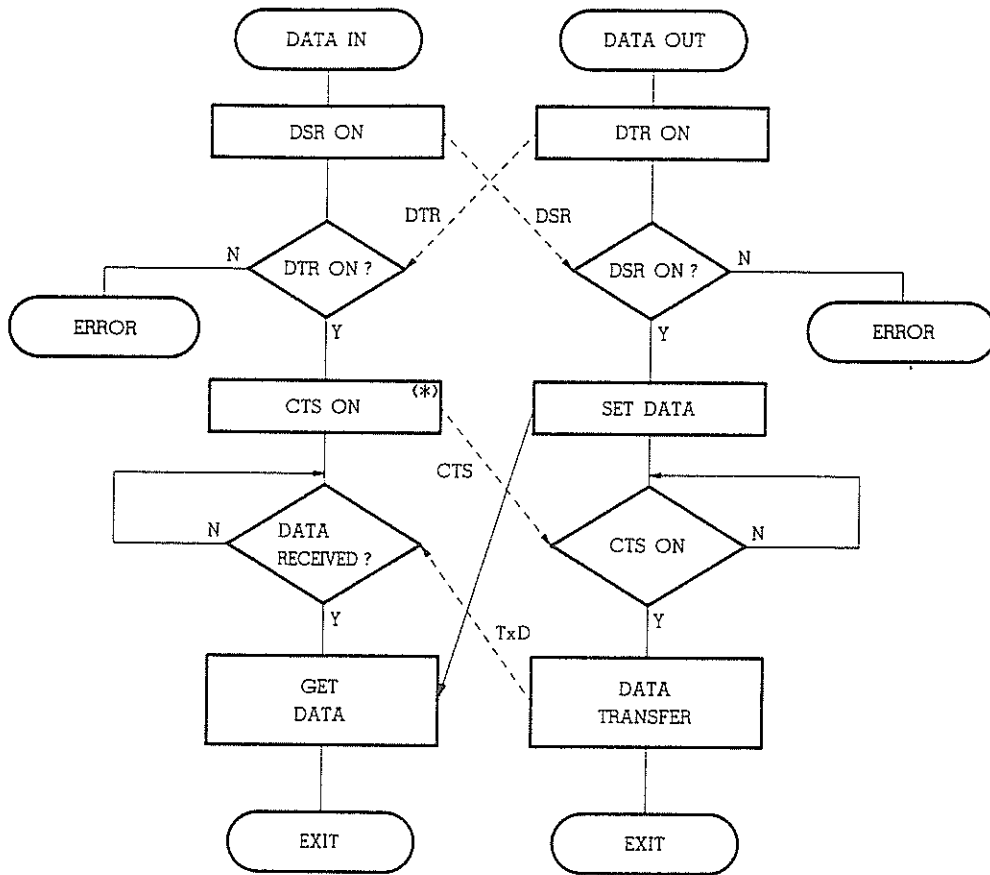 DATA IN
DATA OUT
DSR ON
DTR ON
DTR
DSR
N
DTR ON ?
DSR ON ?
N
ERROR
Y
Y
ERROR
CTS ON
(*)
SET DATA
CTS
N
DATA
RECEIVED ?
CTS ON
N
Y
Y
TxD
GET
DATA
DATA
TRANSFER
EXIT
EXIT